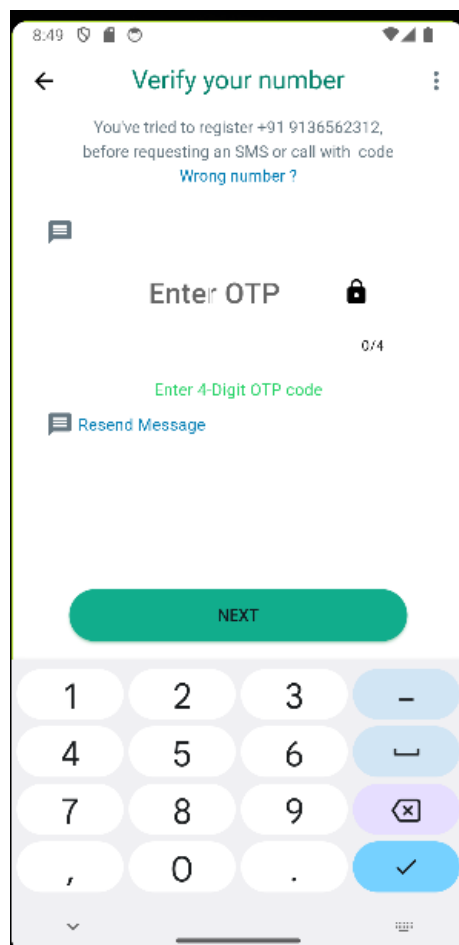 8:49
Verify your number
You've tried to register +91 9136562312,
before requesting an SMS or call with code
Wrong number ?
Enter OTP
0/4
Enter 4-Digit OTP code
Resend Message
NEXT
1 2 3 –
4 5 6
7 8 9
, 0 .